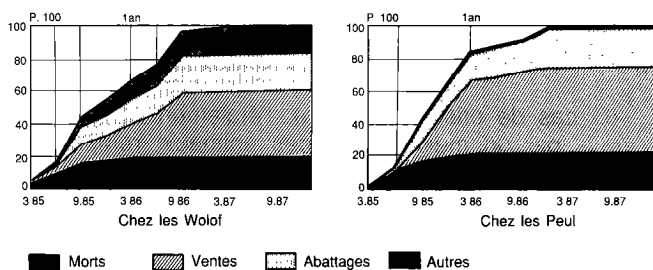 P. 100 1an
100
80
60
40
20
0
3 85 9.85 3.86 9 86 3.87 9.87
Chez les Wolof
P. 100 1an
100
80
60
40
20
0
3.85 9.85 3 86 9.86 3.87 9.87
Chez les Peul
Morts Ventes Abattages Autres